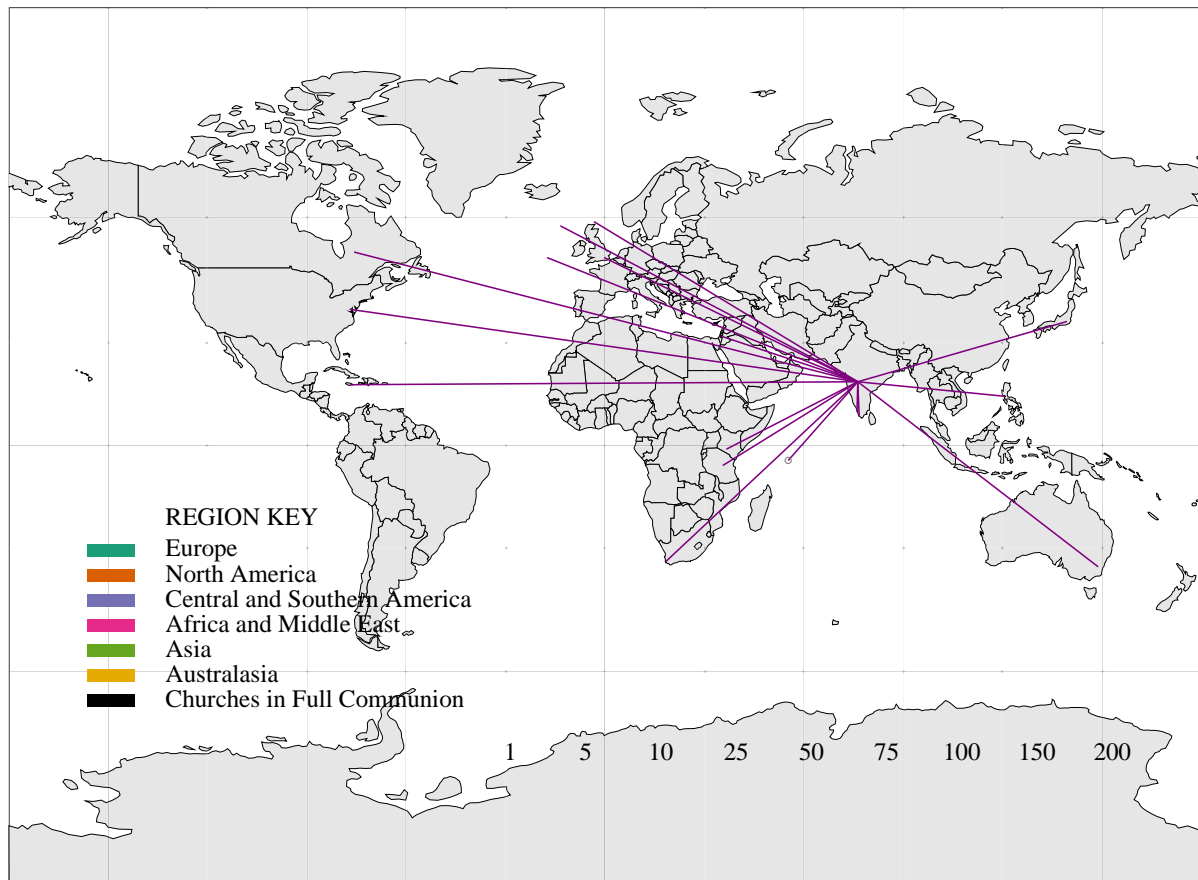 REGION KEY
Europe
North America
Central and Southern America
Africa and Middle East
Asia
Australasia
Churches in Full Communion
1 5 10 25 50 75 100 150 200